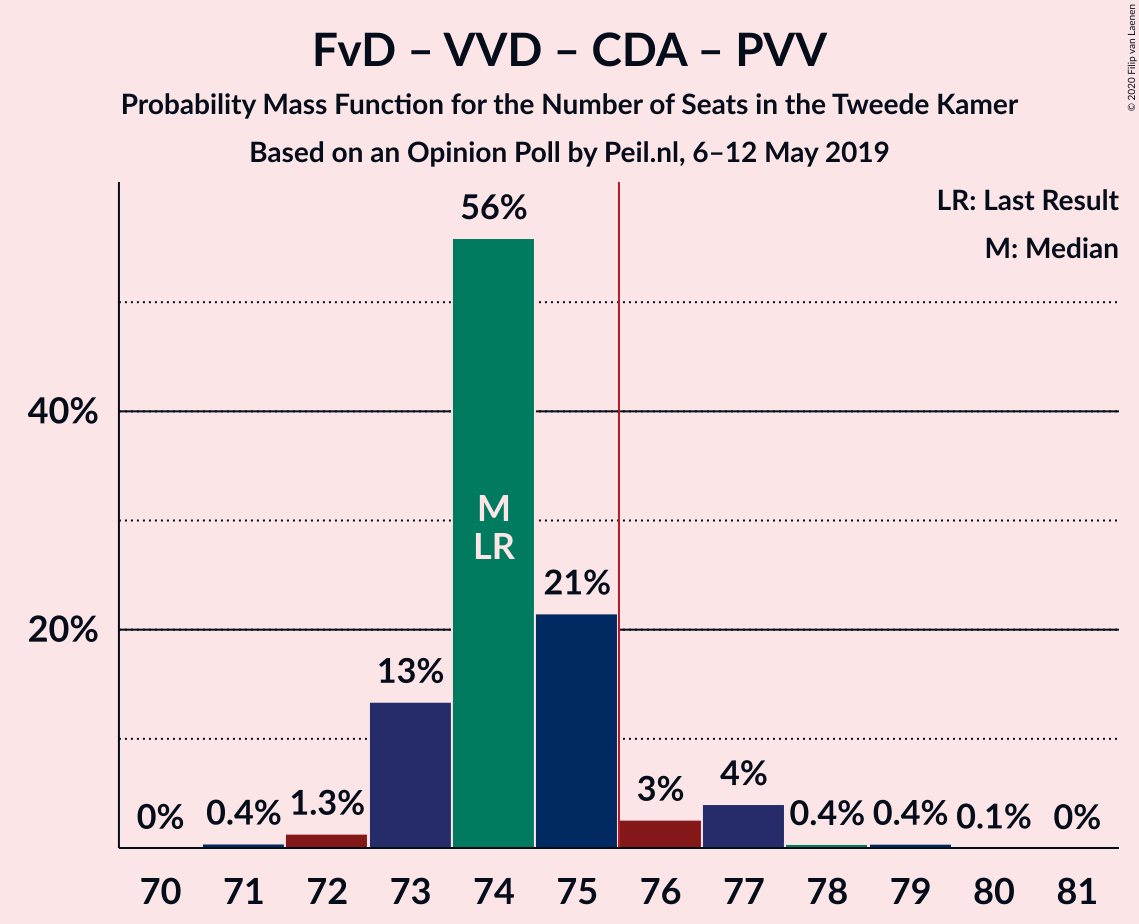 FvD – VVD – CDA – PVV
Probability Mass Function for the Number of Seats in the Tweede Kamer
Based on an Opinion Poll by Peil.nl, 6–12 May 2019
© 2020 Filip van Laenen
LR: Last Result
M: Median
56%
40%
M
LR
21%
20%
13%
4%
3%
1.3%
0% 0.4% 0.4% 0.4% 0.1% 0%
70 71 72 73 74 75 76 77 78 79 80 81